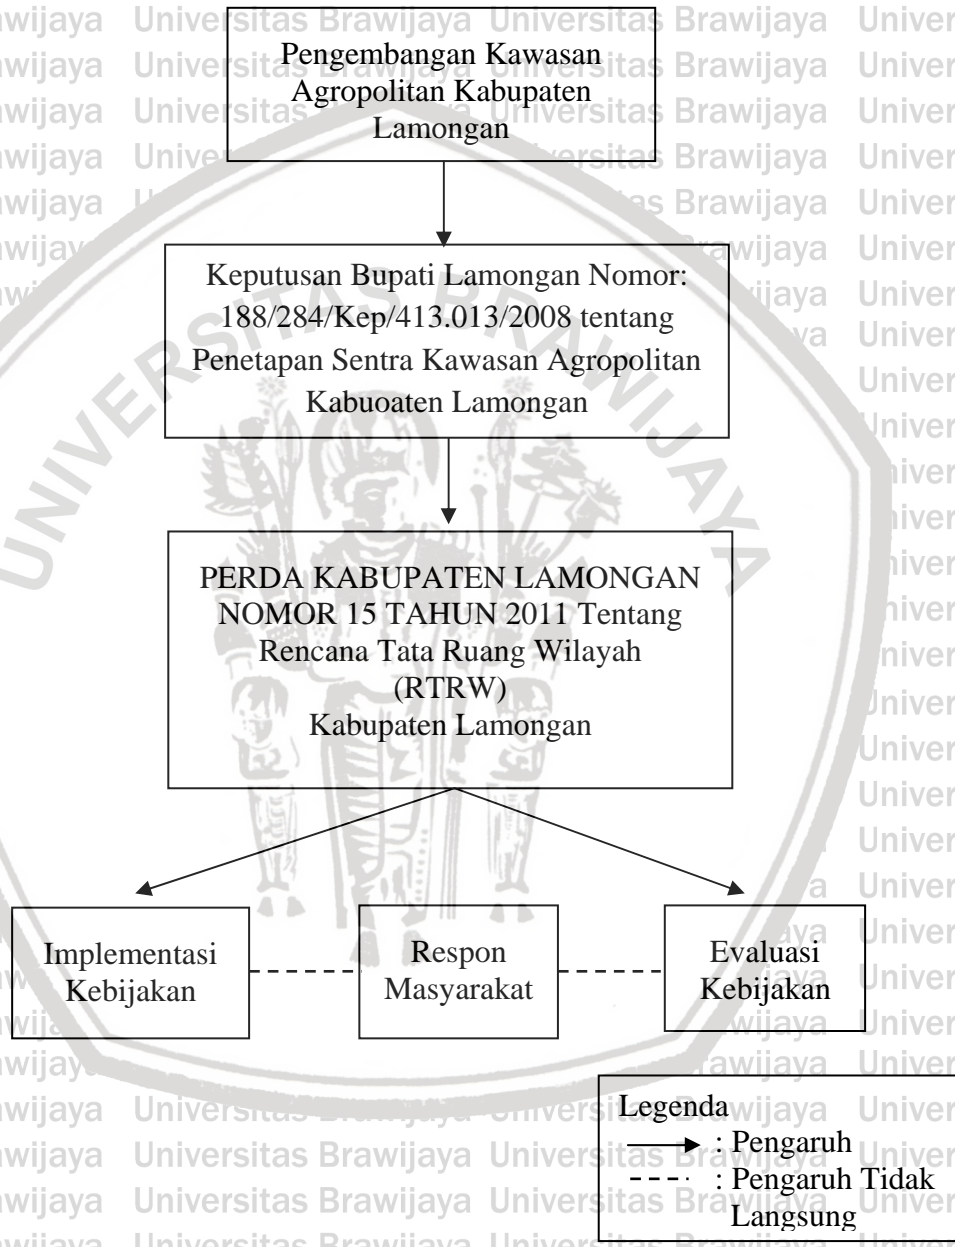 Pengembangan Kawasan
Agropolitan Kabupaten
Lamongan
Keputusan Bupati Lamongan Nomor:
188/284/Kep/413.013/2008 tentang
Penetapan Sentra Kawasan Agropolitan
Kabuoaten Lamongan
PERDA KABUPATEN LAMONGAN
NOMOR 15 TAHUN 2011 Tentang
Rencana Tata Ruang Wilayah
(RTRW)
Kabupaten Lamongan
Implementasi
Kebijakan
Respon
Masyarakat
Evaluasi
Kebijakan
Legenda
: Pengaruh
: Pengaruh Tidak
Langsung
UNIVERSITAS BRAWIJAYA